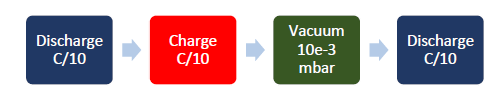 Discharge
C/10
Charge
C/10
Vacuum
10e-3
mbar
Discharge
C/10